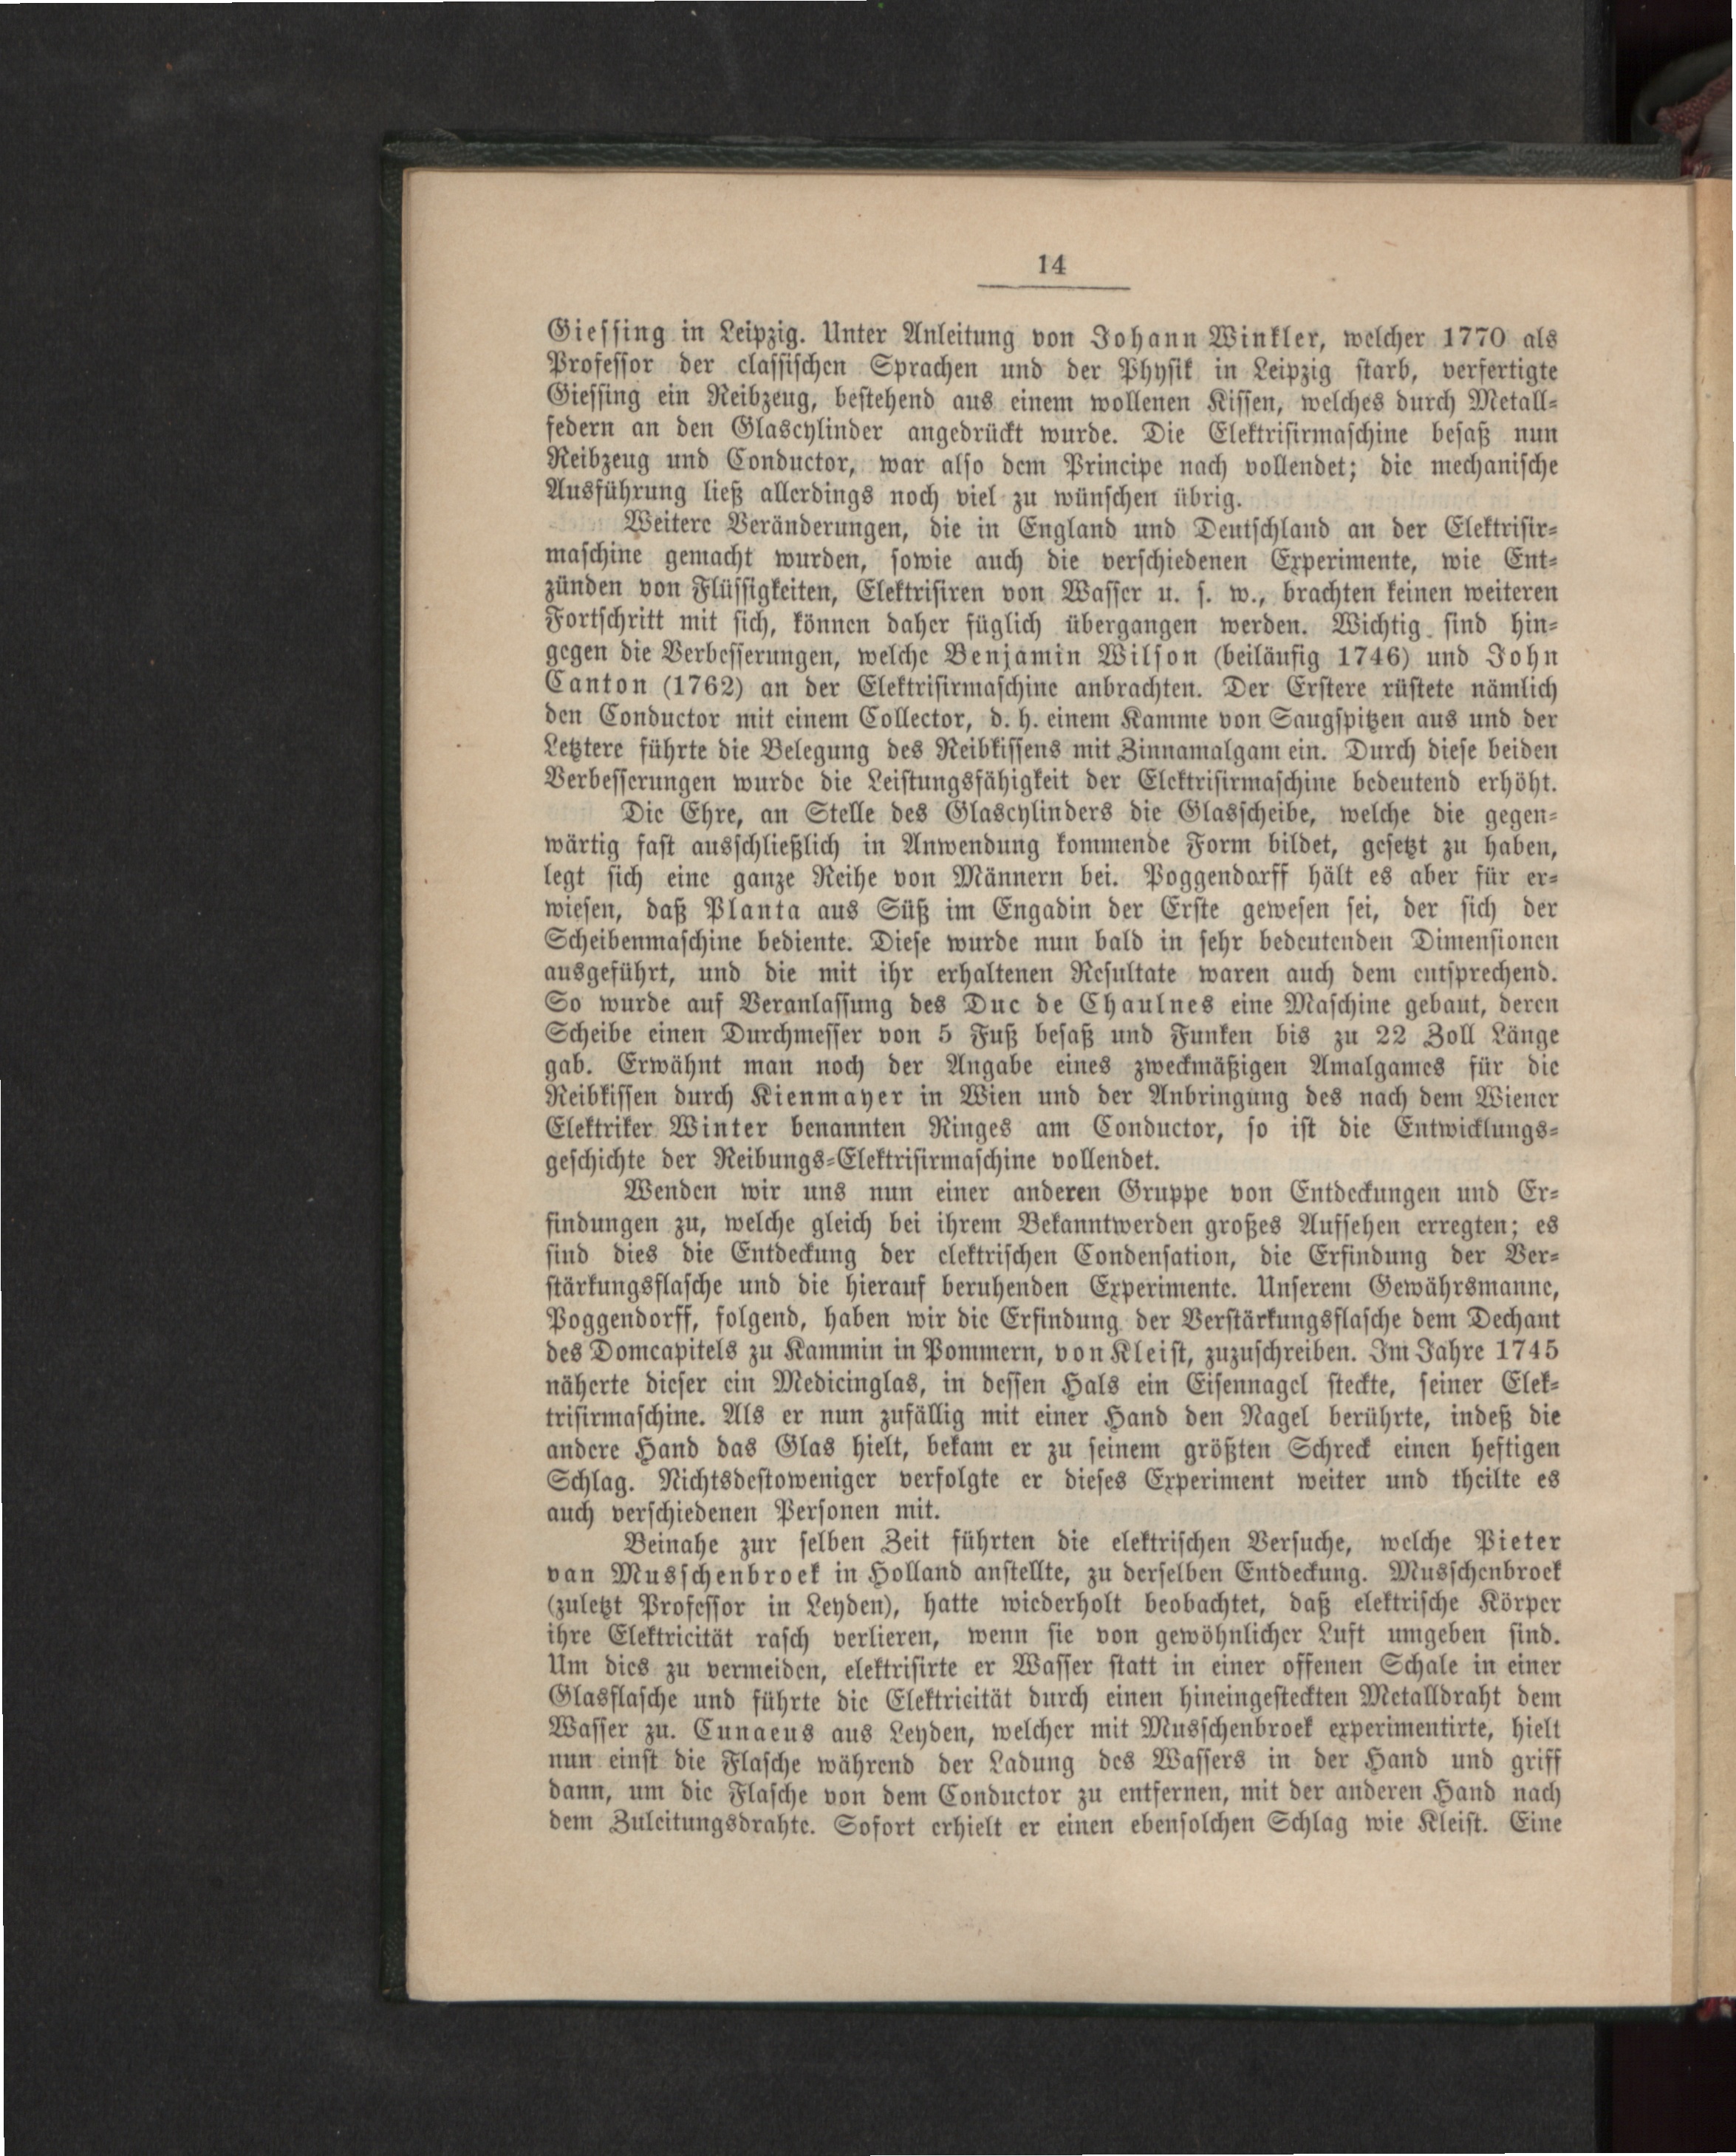 14
Giessing in Leipzig. Unter Anleitung von Johann Winkler, welcher 1770 als
Professor der classischen Sprachen und der Physik in Leipzig starb, verfertigte
Giessing ein Reibzeug, bestehend aus einem wollenen Kissen, welches durch Metall-
federn an den Glascylinder angedrückt wurde. Die Elektrisirmaschine besaß nun
Reibzeug und Conductor, war also dem Principe nach vollendet; die mechanische
Ausführung ließ allerdings noch viel zu wünschen übrig.
Weitere Veränderungen, die in England und Deutschland an der Elektrisir-
maschine gemacht wurden, sowie auch die verschiedenen Experimente, wie Ent-
zünden von Flüssigkeiten, Elektrisiren von Wasser u. s. w., brachten keinen weiteren
Fortschritt mit sich, können daher füglich übergangen werden. Wichtig sind hin-
gegen die Verbesserungen, welche Benjamin Wilson (beiläufig 1746) und John
Canton (1762) an der Elektrisirmaschine anbrachten. Der Erstere rüstete nämlich
den Conductor mit einem Collector, d. h. einem Kamme von Saugspitzen aus und der
Letztere führte die Belegung des Reibkissens mit Zinnamalgam ein. Durch diese beiden
Verbesserungen wurde die Leistungsfähigkeit der Elektrisirmaschine bedeutend erhöht.
Die Ehre, an Stelle des Glascylinders die Glasscheibe, welche die gegen-
wärtig fast ausschließlich in Anwendung kommende Form bildet, gesetzt zu haben,
legt sich eine ganze Reihe von Männern bei. Poggendorff hält es aber für er-
wiesen, daß Planta aus Süß im Engadin der Erste gewesen sei, der sich der
Scheibenmaschine bediente. Diese wurde nun bald in sehr bedeutenden Dimensionen
ausgeführt, und die mit ihr erhaltenen Resultate waren auch dem entsprechend.
So wurde auf Veranlassung des Duc de Chaulnes eine Maschine gebaut, deren
Scheibe einen Durchmesser von 5 Fuß besaß und Funken bis zu 22 Zoll Länge
gab. Erwähnt man noch der Angabe eines zweckmäßigen Amalgames für die
Reibkissen durch Kienmayer in Wien und der Anbringung des nach dem Wiener
Elektriker Winter benannten Ringes am Conductor, so ist die Entwicklungs-
geschichte der Reibungs-Elektrisirmaschine vollendet.
Wenden wir uns nun einer anderen Gruppe von Entdeckungen und Er-
findungen zu, welche gleich bei ihrem Bekanntwerden großes Aufsehen erregten; es
sind dies die Entdeckung der elektrischen Condensation, die Erfindung der Ver-
stärkungsflasche und die hierauf beruhenden Experimente. Unserem Gewährsmanne,
Poggendorff, folgend, haben wir die Erfindung der Verstärkungsflasche dem Dechant
des Domcapitels zu Kammin in Pommern, von Kleist, zuzuschreiben. Im Jahre 1745
näherte dieser ein Medicinglas, in dessen Hals ein Eisennagel steckte, seiner Elek-
trisirmaschine. Als er nun zufällig mit einer Hand den Nagel berührte, indeß die
andere Hand das Glas hielt, bekam er zu seinem größten Schreck einen heftigen
Schlag. Nichtsdestoweniger verfolgte er dieses Experiment weiter und theilte es
auch verschiedenen Personen mit.
Beinahe zur selben Zeit führten die elektrischen Versuche, welche Pieter
van Musschenbroek in Holland anstellte, zu derselben Entdeckung. Musschenbroek
(zuletzt Professor in Leyden), hatte wiederholt beobachtet, daß elektrische Körper
ihre Elektricität rasch verlieren, wenn sie von gewöhnlicher Luft umgeben sind.
Um dies zu vermeiden, elektrisirte er Wasser statt in einer offenen Schale in einer
Glasflasche und führte die Elektricität durch einen hineingesteckten Metalldraht dem
Wasser zu. Cunaeus aus Leyden, welcher mit Musschenbroek experimentirte, hielt
nun einst die Flasche während der Ladung des Wassers in der Hand und griff
dann, um die Flasche von dem Conductor zu entfernen, mit der anderen Hand nach
dem Zuleitungsdrahte. Sofort erhielt er einen ebensolchen Schlag wie Kleist. Eine